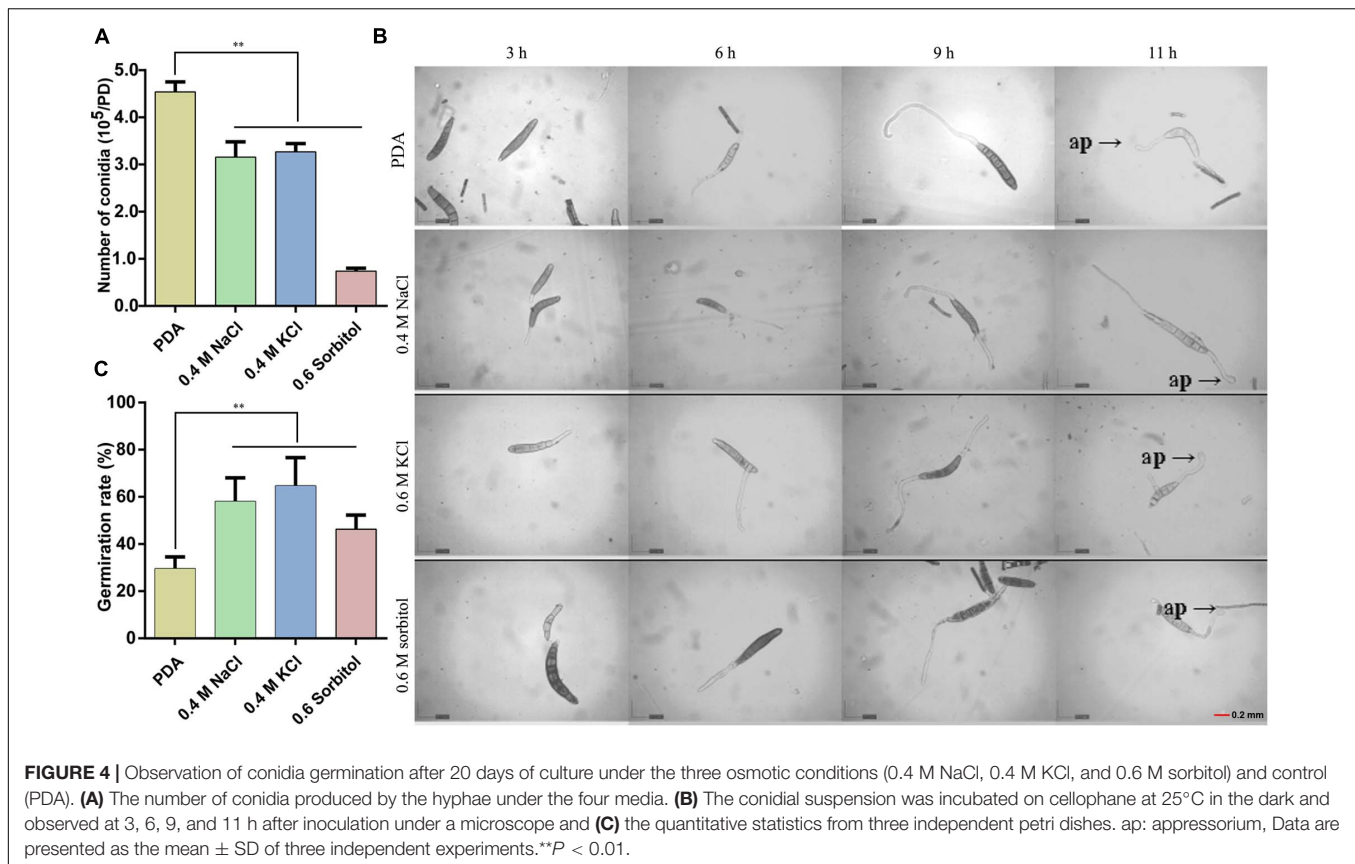 A
**
Number of conidia (10⁵/PD)
5.0
4.0
3.0
2.0
1.0
0.0
PDA
0.4 M NaCl
0.4 M KCl
0.6 Sorbitol
B
3 h
6 h
9 h
11 h
PDA
ap →
0.4 M NaCl
ap →
0.6 M KCl
ap →
0.6 M sorbitol
ap →
0.2 mm
C
**
Germiration rate (%)
100
80
60
40
20
0
PDA
0.4 M NaCl
0.4 M KCl
0.6 Sorbitol
FIGURE 4 | Observation of conidia germination after 20 days of culture under the three osmotic conditions (0.4 M NaCl, 0.4 M KCl, and 0.6 M sorbitol) and control
(PDA). (A) The number of conidia produced by the hyphae under the four media. (B) The conidial suspension was incubated on cellophane at 25°C in the dark and
observed at 3, 6, 9, and 11 h after inoculation under a microscope and (C) the quantitative statistics from three independent petri dishes. ap: appressorium, Data are
presented as the mean ± SD of three independent experiments.**P < 0.01.